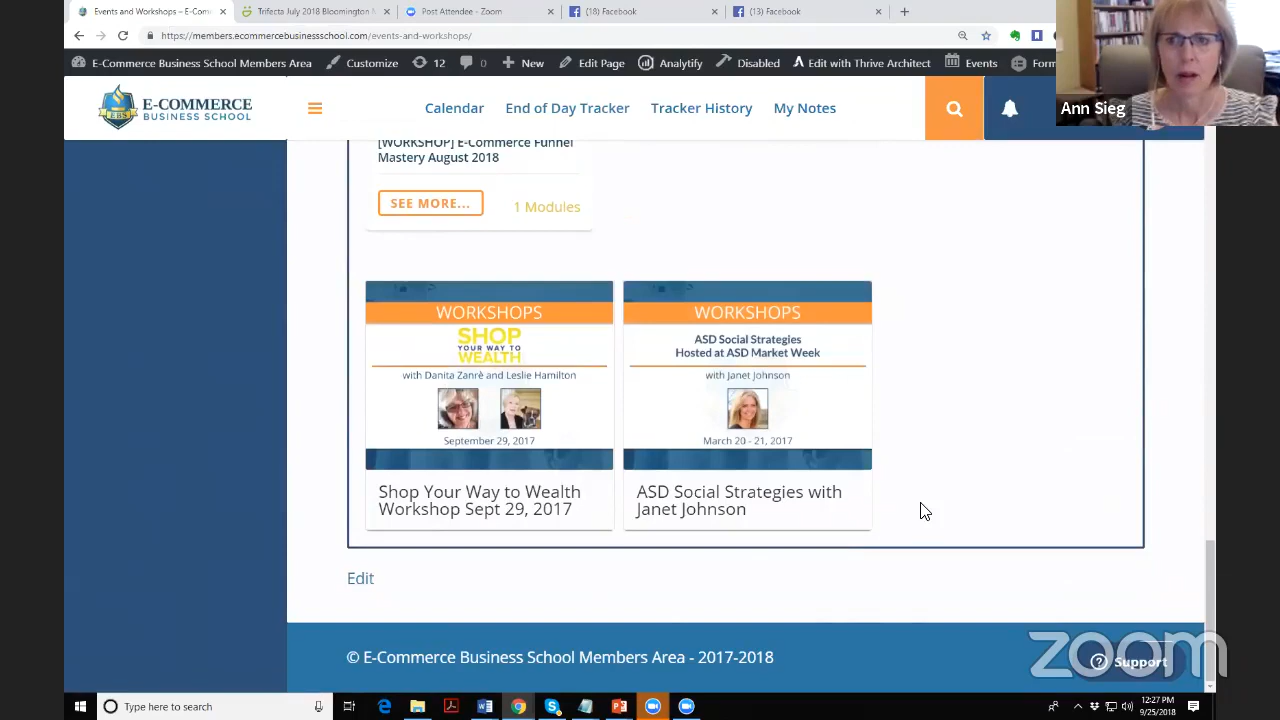 Events and Workshops – E-Com
Trifecta July 2018 Bloomington M
Post Attendee - Zoom
(18) Facebook
(13) Facebook
https://members.ecommercebusinessschool.com/events-and-workshops/
E-Commerce Business School Members Area
Customize
12
0
New
Edit Page
Analytify
Disabled
Edit with Thrive Architect
Events
Form
E-COMMERCE
BUSINESS SCHOOL
EBS
Calendar
End of Day Tracker
Tracker History
My Notes
Ann Sieg
[WORKSHOP] E-Commerce Funnel
Mastery August 2018
SEE MORE...
1 Modules
WORKSHOPS
SHOP
YOUR WAY TO
WEALTH
with Danita Zanrè and Leslie Hamilton
September 29, 2017
Shop Your Way to Wealth
Workshop Sept 29, 2017
WORKSHOPS
ASD Social Strategies
Hosted at ASD Market Week
with Janet Johnson
March 20 - 21, 2017
ASD Social Strategies with
Janet Johnson
Edit
© E-Commerce Business School Members Area - 2017-2018
zoom
Support
Type here to search
12:27 PM
9/25/2018